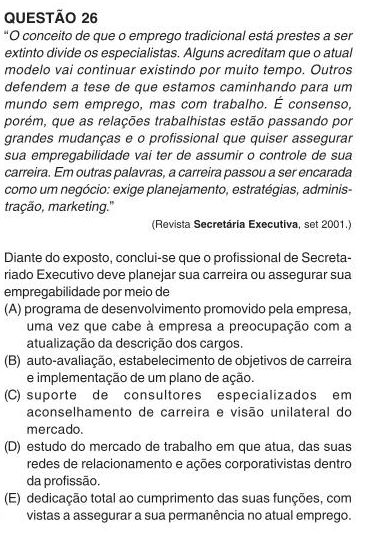 QUESTÃO 26
“O conceito de que o emprego tradicional está prestes a ser
extinto divide os especialistas. Alguns acreditam que o atual
modelo vai continuar existindo por muito tempo. Outros
defendem a tese de que estamos caminhando para um
mundo sem emprego, mas com trabalho. É consenso,
porém, que as relações trabalhistas estão passando por
grandes mudanças e o profissional que quiser assegurar
sua empregabilidade vai ter de assumir o controle de sua
carreira. Em outras palavras, a carreira passou a ser encarada
como um negócio: exige planejamento, estratégias, adminis-
tração, marketing.”
(Revista Secretária Executiva, set 2001.)
Diante do exposto, conclui-se que o profissional de Secreta-
riado Executivo deve planejar sua carreira ou assegurar sua
empregabilidade por meio de
(A) programa de desenvolvimento promovido pela empresa,
uma vez que cabe à empresa a preocupação com a
atualização da descrição dos cargos.
(B) auto-avaliação, estabelecimento de objetivos de carreira
e implementação de um plano de ação.
(C) suporte de consultores especializados em
aconselhamento de carreira e visão unilateral do
mercado.
(D) estudo do mercado de trabalho em que atua, das suas
redes de relacionamento e ações corporativistas dentro
da profissão.
(E) dedicação total ao cumprimento das suas funções, com
vistas a assegurar a sua permanência no atual emprego.